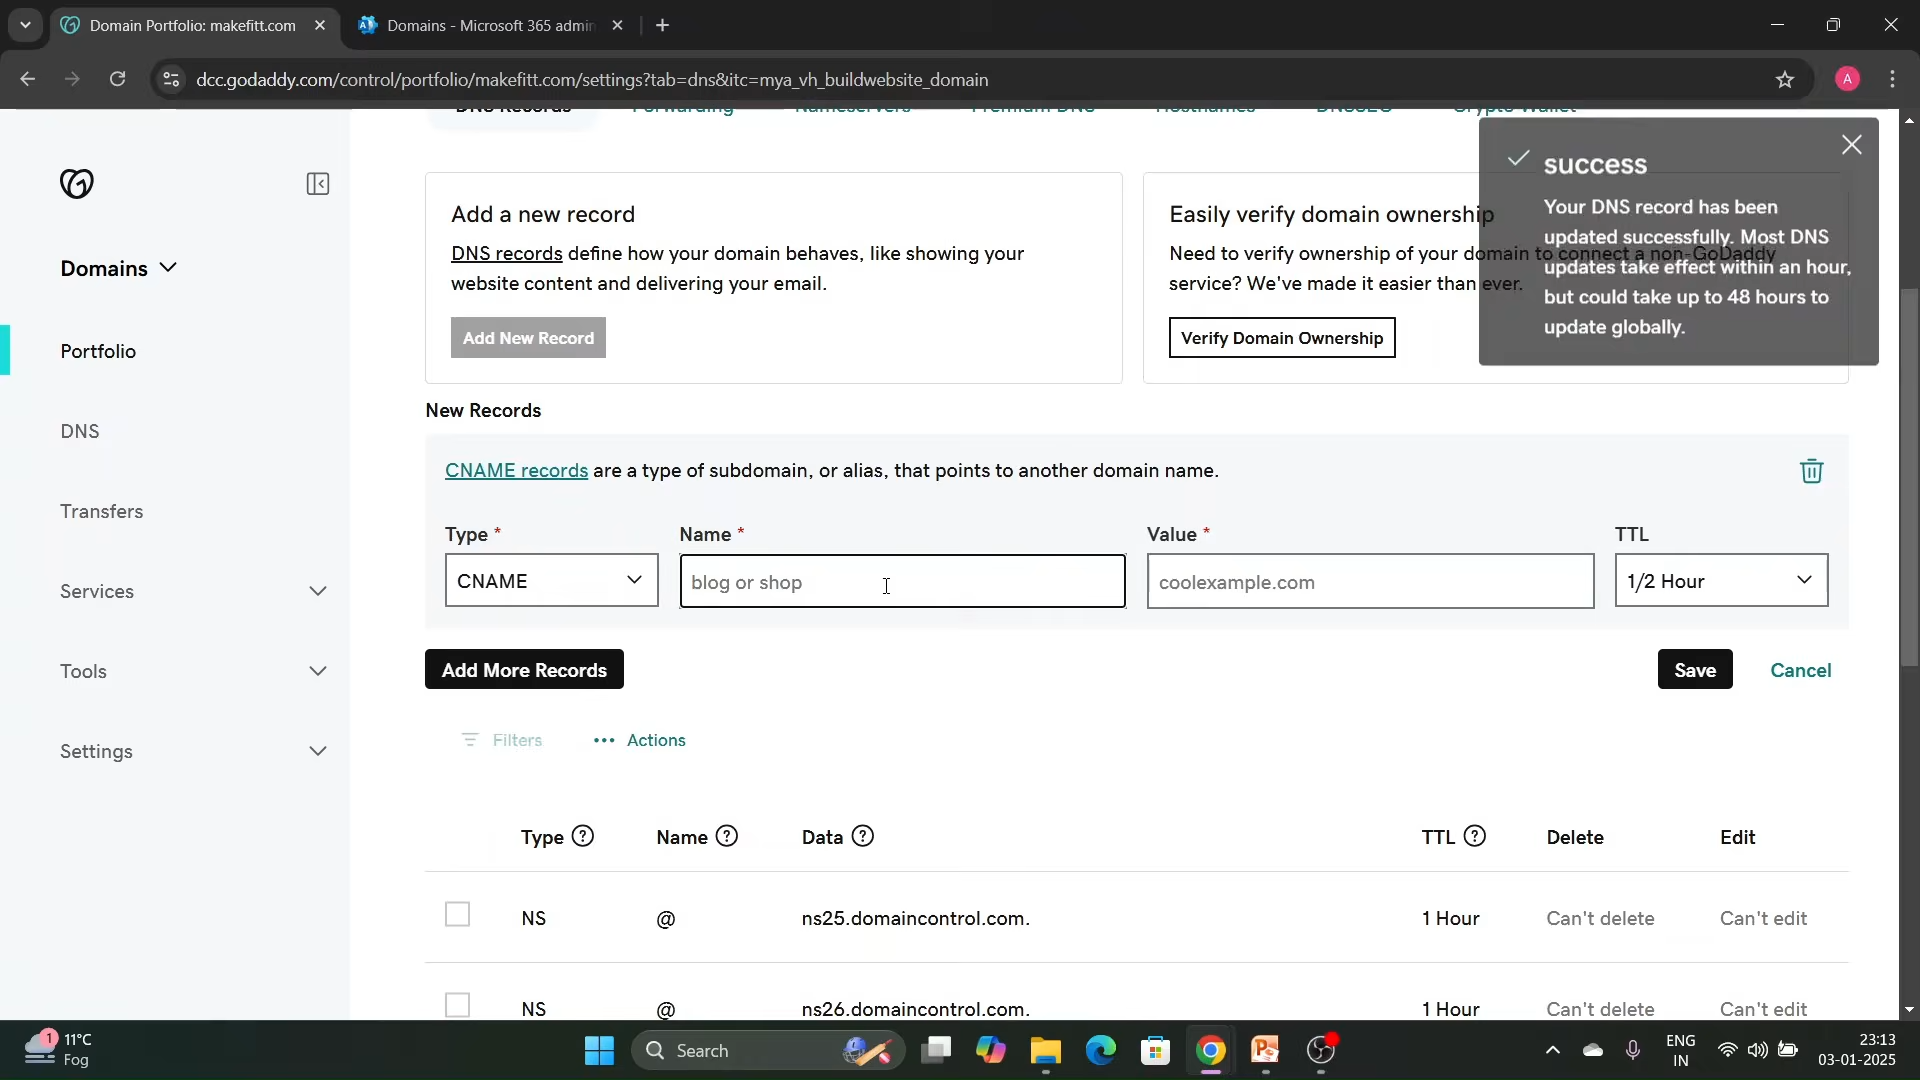 Domain Portfolio: makefitt.com
Domains - Microsoft 365 admin
dcc.godaddy.com/control/portfolio/makefitt.com/settings?tab=dns&itc=mya_vh_buildwebsite_domain
A
DNS Records Forwarding Nameservers Premium DNS Hostnames DNSSEC Crypto Wallet
Domains
Portfolio
DNS
Transfers
Services
Tools
Settings
Add a new record
DNS records define how your domain behaves, like showing your
website content and delivering your email.
Add New Record
Easily verify domain ownership
Need to verify ownership of your domain to connect a non-GoDaddy
service? We've made it easier than ever.
Verify Domain Ownership
success
Your DNS record has been
updated successfully. Most DNS
updates take effect within an hour,
but could take up to 48 hours to
update globally.
New Records
CNAME records are a type of subdomain, or alias, that points to another domain name.
Type * Name * Value * TTL
CNAME blog or shop coolexample.com 1/2 Hour
Add More Records Save Cancel
Filters Actions
Type Name Data TTL Delete Edit
NS @ ns25.domaincontrol.com. 1 Hour Can't delete Can't edit
NS @ ns26.domaincontrol.com. 1 Hour Can't delete Can't edit
1 11°C
Fog
Search
ENG
IN
23:13
03-01-2025